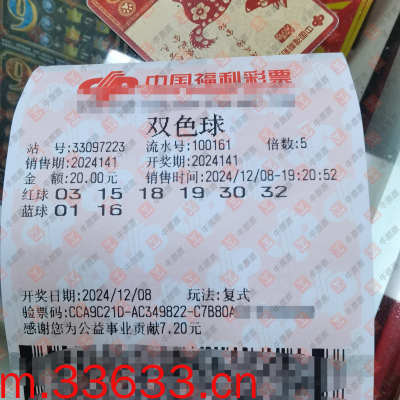 中国福利彩票
双色球
站 号:33097223 流水号:100161 倍数:5
销售期:2024141 开奖期:2024141
金 额:20.00元 销售时间:2024/12/08-19:20:52
红球 03 15 18 19 30 32
蓝球 01 16
开奖日期:2024/12/08 玩法:复式
验票码:CCA9C21D-AC349822-C7B80A
感谢您为公益事业贡献7.20元
m.33633.cn